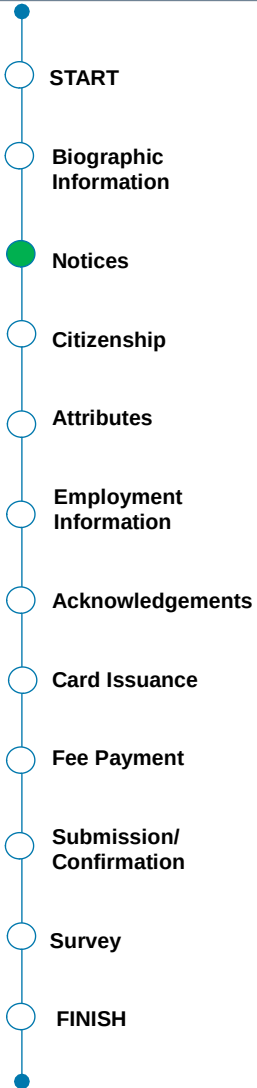 START
Biographic
Information
Notices
Citizenship
Attributes
Employment
Information
Acknowledgements
Card Issuance
Fee Payment
Submission/
Confirmation
Survey
FINISH